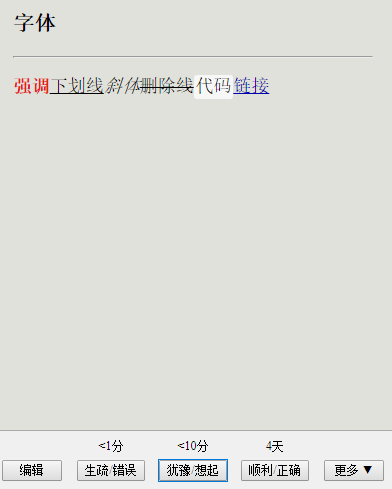 字体
强调下划线斜体删除线代码链接
<1分 <10分 4天
编辑 生疏/错误 犹豫/想起 顺利/正确 更多 ▼